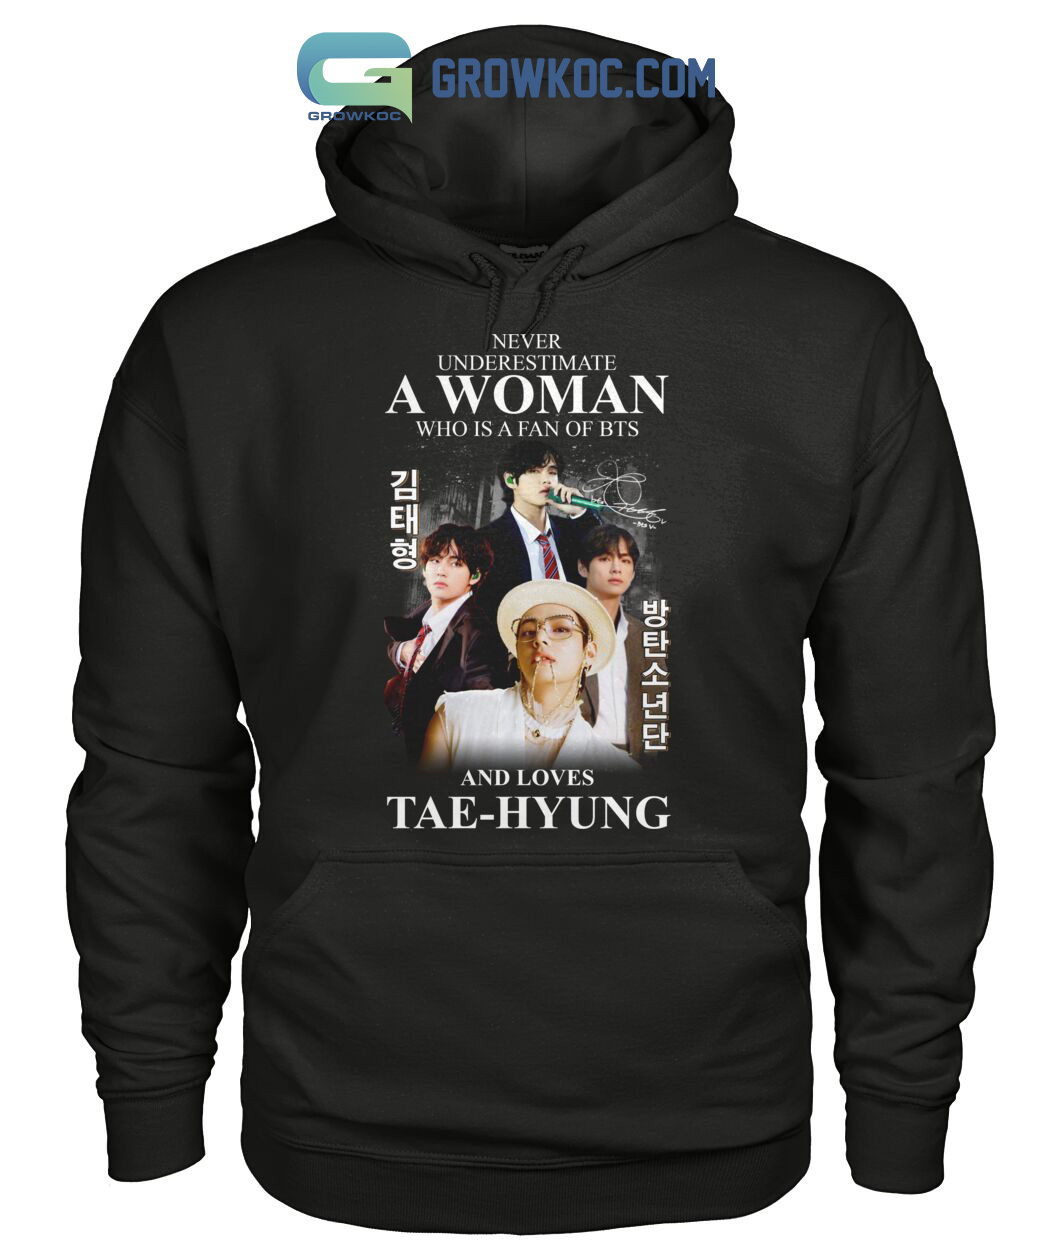 GROWKOC.COM
GROWKOC
NEVER
UNDERESTIMATE
A WOMAN
WHO IS A FAN OF BTS
김태형
-BTS V-
방탄소년단
AND LOVES
TAE-HYUNG